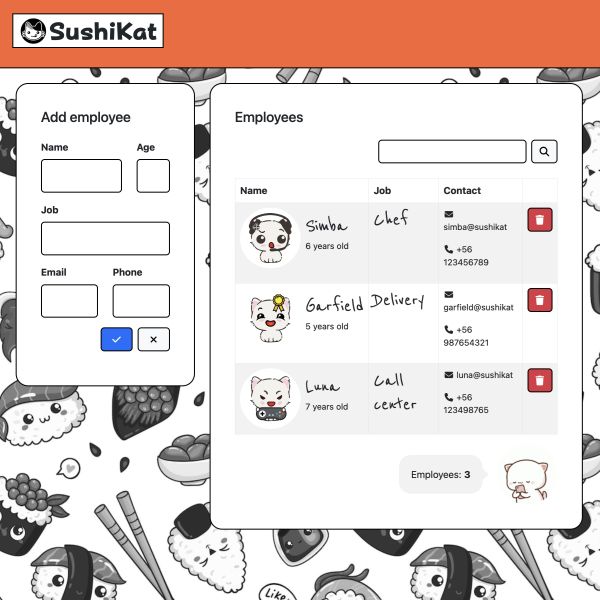 SushiKat
Add employee
Name Age
Job
Email Phone
Employees
Name Job Contact
Simba
6 years old
Chef
simba@sushikat
+56
123456789
Garfield
5 years old
Delivery
garfield@sushikat
+56
987654321
Luna
7 years old
Call
center
luna@sushikat
+56
123498765
Employees: 3
Like